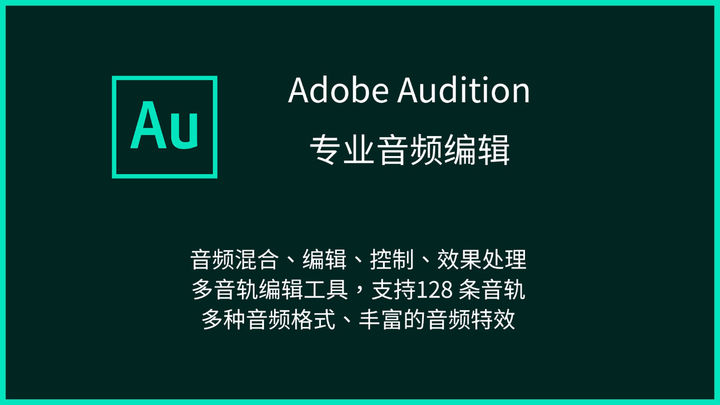 Au
Adobe Audition
专业音频编辑
音频混合、编辑、控制、效果处理
多音轨编辑工具，支持128 条音轨
多种音频格式、丰富的音频特效